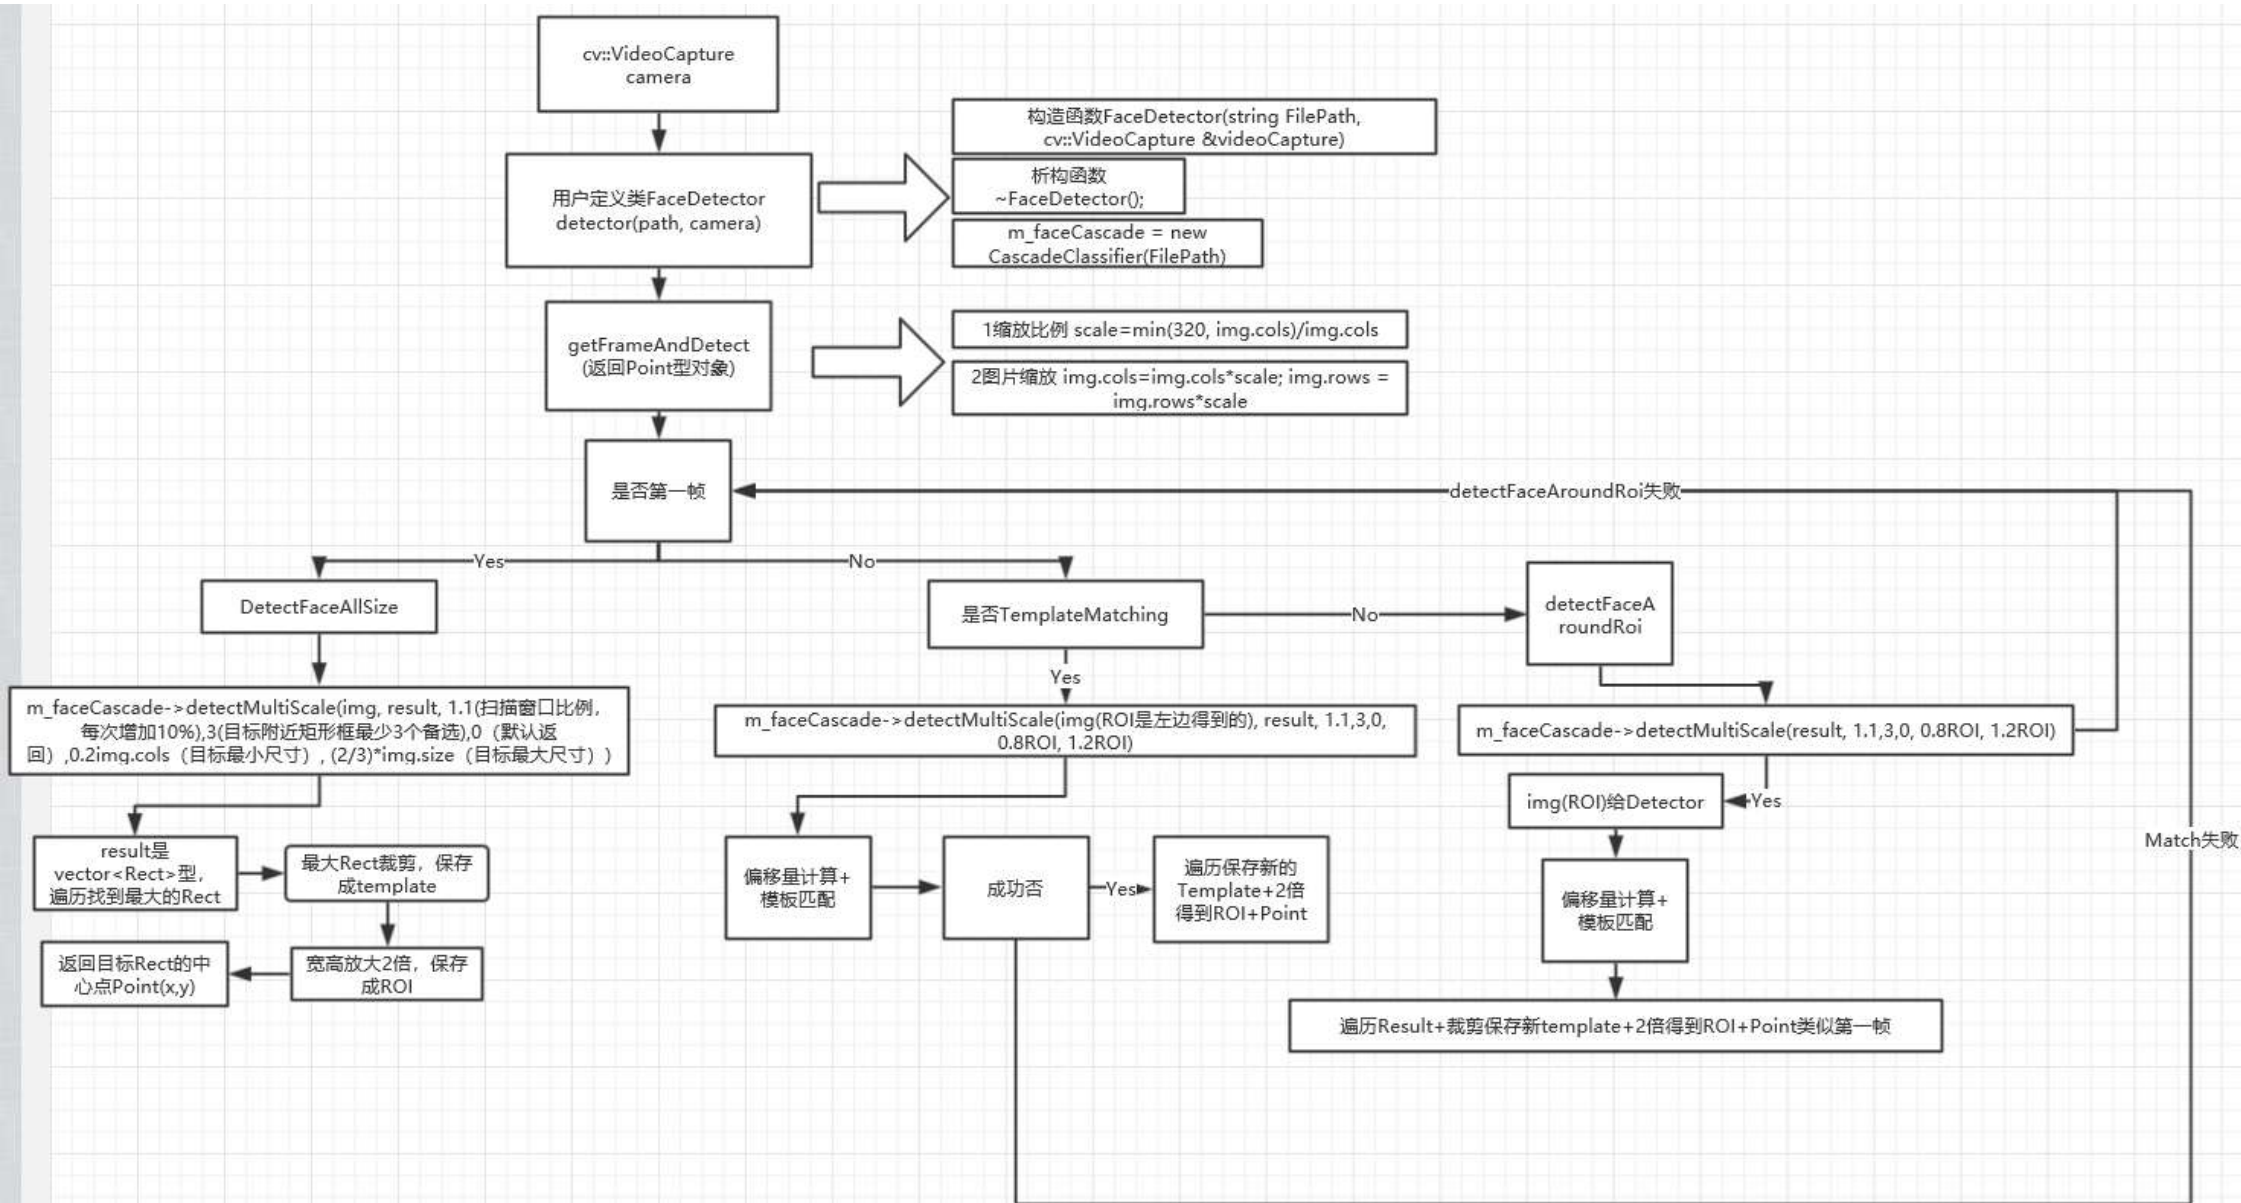 cv::VideoCapture
camera
构造函数FaceDetector(string FilePath,
cv::VideoCapture &videoCapture)
用户定义类FaceDetector
detector(path, camera)
析构函数
~FaceDetector();
m_faceCascade = new
CascadeClassifier(FilePath)
getFrameAndDetect
(返回Point型对象)
1缩放比例 scale=min(320, img.cols)/img.cols
2图片缩放 img.cols=img.cols*scale; img.rows =
img.rows*scale
是否第一帧
detectFaceAroundRoi失败
Yes
No
DetectFaceAllSize
是否TemplateMatching
No
detectFaceA
roundRoi
Yes
m_faceCascade->detectMultiScale(img, result, 1.1(扫描窗口比例，
每次增加10%),3(目标附近矩形框最少3个备选),0（默认返
回）,0.2img.cols（目标最小尺寸）, (2/3)*img.size（目标最大尺寸））
m_faceCascade->detectMultiScale(img(ROI是左边得到的), result, 1.1,3,0,
0.8ROI, 1.2ROI)
m_faceCascade->detectMultiScale(result, 1.1,3,0, 0.8ROI, 1.2ROI)
img(ROI)给Detector
Yes
Match失败
result是
vector<Rect>型，
遍历找到最大的Rect
最大Rect裁剪，保存
成template
偏移量计算+
模板匹配
成功否
Yes
遍历保存新的
Template+2倍
得到ROI+Point
偏移量计算+
模板匹配
返回目标Rect的中
心点Point(x,y)
宽高放大2倍，保存
成ROI
遍历Result+裁剪保存新template+2倍得到ROI+Point类似第一帧